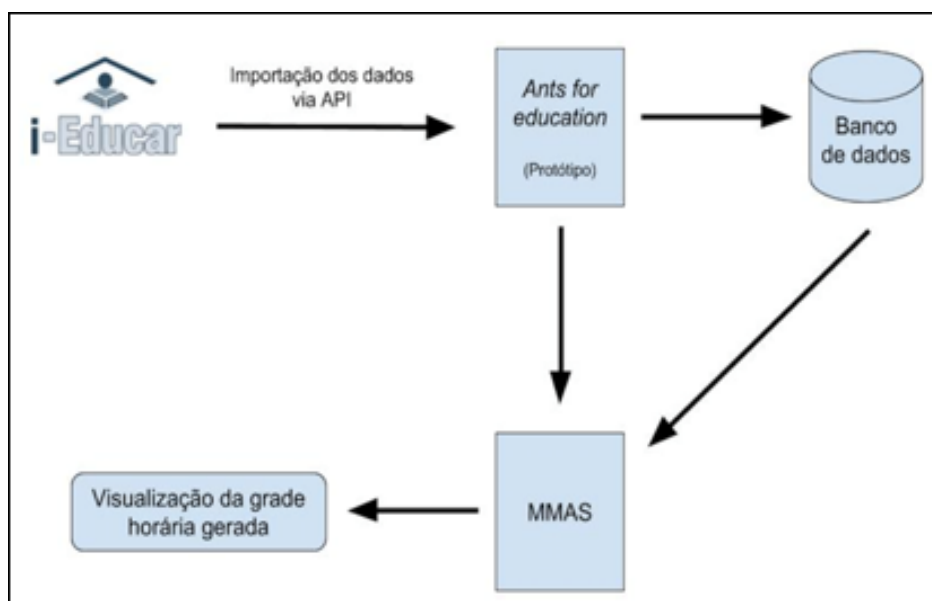 i-Educar
Importação dos dados
via API
Ants for
education
(Protótipo)
Banco
de dados
MMAS
Visualização da grade
horária gerada